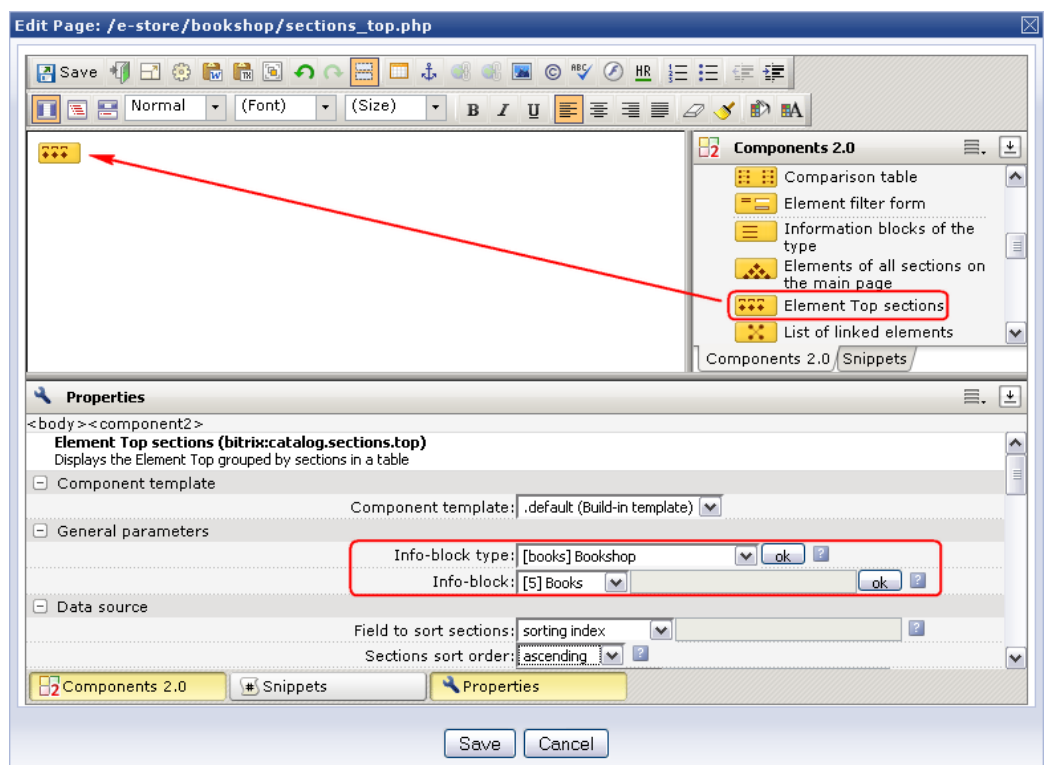 Edit Page: /e-store/bookshop/sections_top.php
Save
ABC
HR
Normal (Font) (Size) B I U A
Components 2.0
Comparison table
Element filter form
Information blocks of the
type
Elements of all sections on
the main page
Element Top sections
List of linked elements
Components 2.0 Snippets
Properties
<body><component2>
Element Top sections (bitrix:catalog.sections.top)
Displays the Element Top grouped by sections in a table
Component template
Component template: .default (Build-in template)
General parameters
Info-block type: [books] Bookshop ok ?
Info-block: [5] Books ok ?
Data source
Field to sort sections: sorting index ?
Sections sort order: ascending ?
2 Components 2.0 # Snippets Properties
Save Cancel